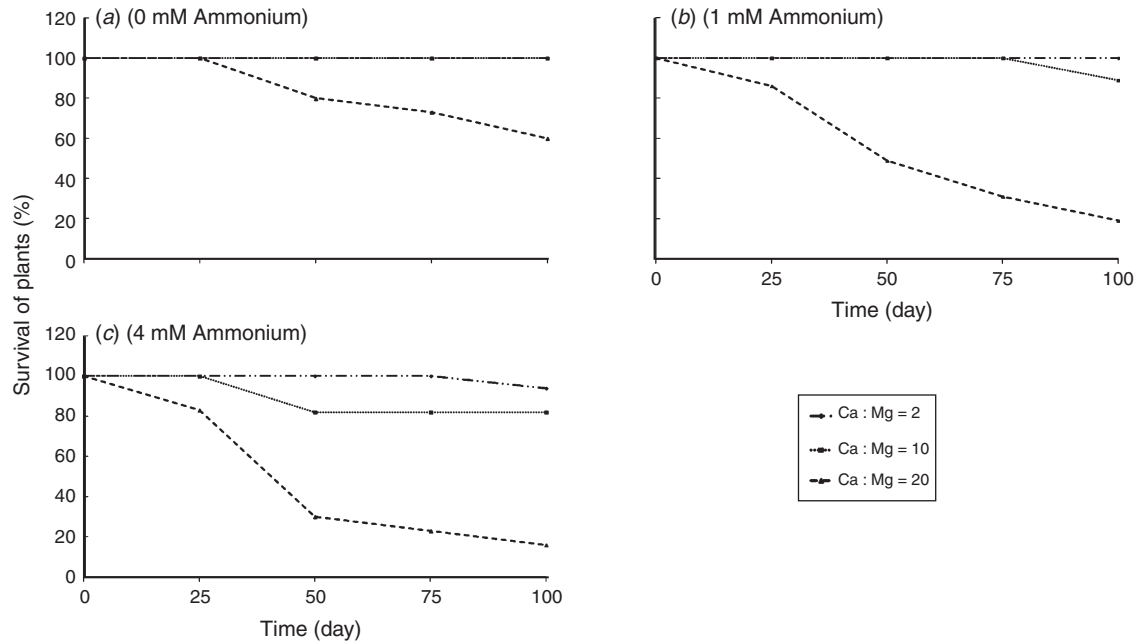 (a) (0 mM Ammonium)
120
100
80
60
40
20
0
(b) (1 mM Ammonium)
0
25
50
75
100
Time (day)
Survival of plants (%)
(c) (4 mM Ammonium)
120
100
80
60
40
20
0
0
25
50
75
100
Time (day)
Ca : Mg = 2
Ca : Mg = 10
Ca : Mg = 20